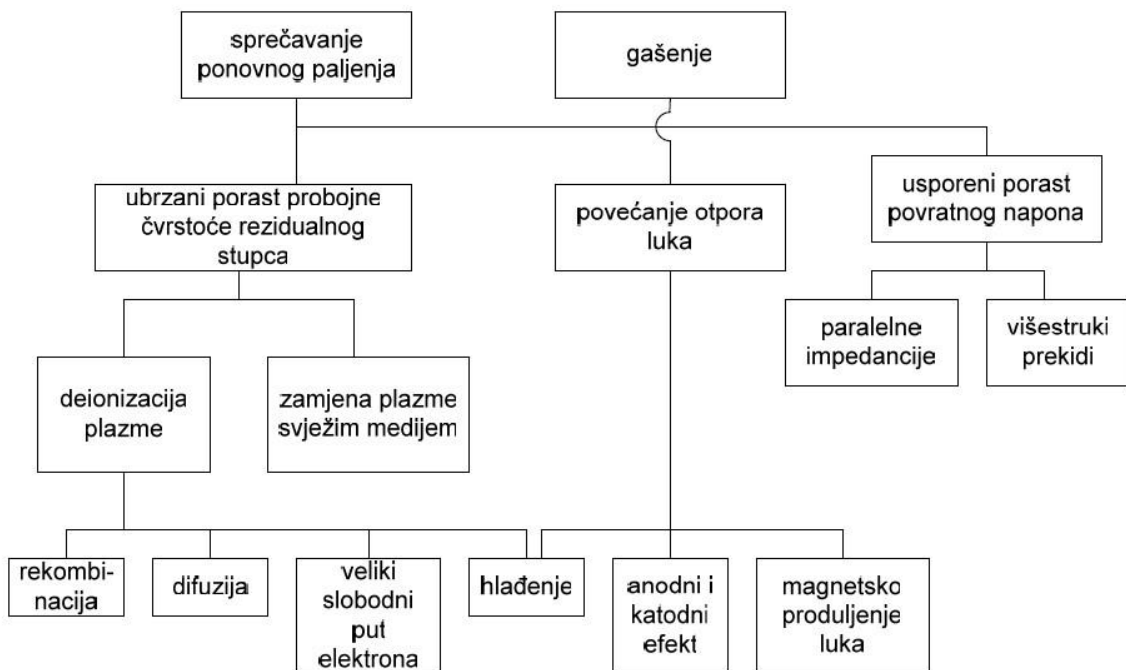 sprečavanje
ponovnog paljenja
gašenje
ubrzani porast probojne
čvrstoće rezidualnog
stupca
povećanje otpora
luka
usporeni porast
povratnog napona
paralelne
impedancije
višestruki
prekidi
deionizacija
plazme
zamjena plazme
svježim medijem
rekombi-
nacija
difuzija
veliki
slobodni
put
elektrona
hlađenje
anodni i
katodni
efekt
magnetsko
produljenje
luka